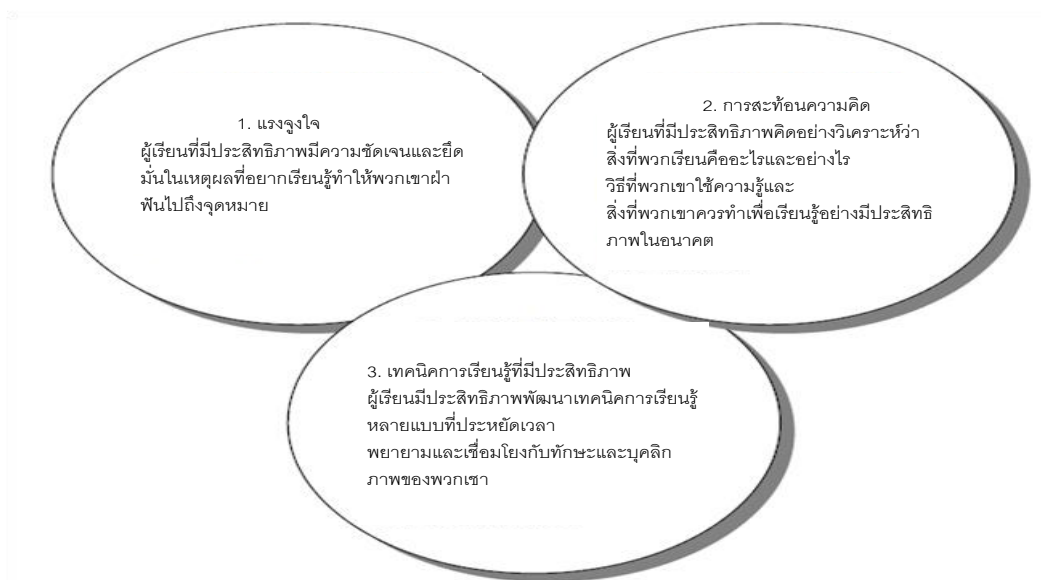 1. แรงจูงใจ
ผู้เรียนที่มีประสิทธิภาพมีความชัดเจนและยึด
มั่นในเหตุผลที่อยากเรียนรู้ทำให้พวกเขาฝ่า
ฟันไปถึงจุดหมาย
2. การสะท้อนความคิด
ผู้เรียนที่มีประสิทธิภาพคิดอย่างวิเคราะห์ว่า
สิ่งที่พวกเรียนคืออะไรและอย่างไร
วิธีที่พวกเขาใช้ความรู้และ
สิ่งที่พวกเขาควรทำเพื่อเรียนรู้อย่างมีประสิทธิ
ภาพในอนาคต
3. เทคนิคการเรียนรู้ที่มีประสิทธิภาพ
ผู้เรียนมีประสิทธิภาพพัฒนาเทคนิคการเรียนรู้
หลายแบบที่ประหยัดเวลา
พยายามและเชื่อมโยงกับทักษะและบุคลิก
ภาพของพวกเชา